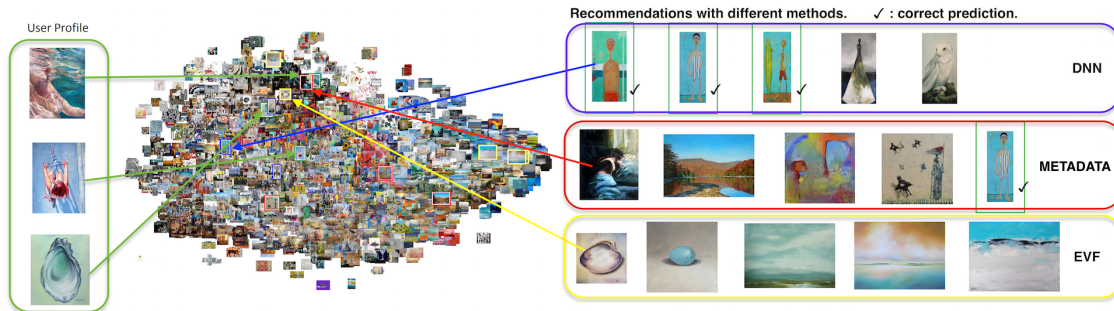 User Profile
Recommendations with different methods. ✓ : correct prediction.
DNN
METADATA
EVF